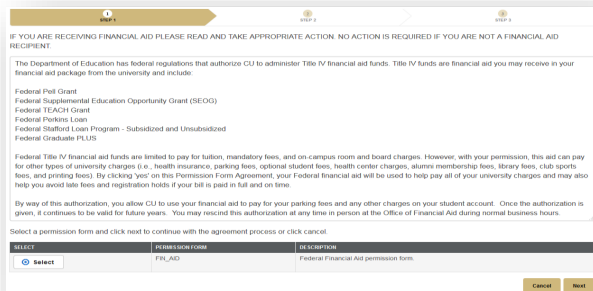 1
STEP 1
2
STEP 2
3
STEP 3
IF YOU ARE RECEIVING FINANCIAL AID PLEASE READ AND TAKE APPROPRIATE ACTION. NO ACTION IS REQUIRED IF YOU ARE NOT A FINANCIAL AID
RECIPIENT.
The Department of Education has federal regulations that authorize CU to administer Title IV financial aid funds. Title IV funds are financial aid you may receive in your
financial aid package from the university and include:
Federal Pell Grant
Federal Supplemental Education Opportunity Grant (SEOG)
Federal TEACH Grant
Federal Perkins Loan
Federal Stafford Loan Program - Subsidized and Unsubsidized
Federal Graduate PLUS
Federal Title IV financial aid funds are limited to pay for tuition, mandatory fees, and on-campus room and board charges. However, with your permission, this aid can pay
for other types of university charges (i.e., health insurance, parking fees, optional student fees, health center charges, alumni membership fees, library fees, club sports
fees, and printing fees). By clicking 'yes' on this Permission Form Agreement, your Federal financial aid will be used to help pay all of your university charges and may also
help you avoid late fees and registration holds if your bill is paid in full and on time.
By way of this authorization, you allow CU to use your financial aid to pay for your parking fees and any other charges on your student account. Once the authorization is
given, it continues to be valid for future years. You may rescind this authorization at any time in person at the Office of Financial Aid during normal business hours.
Select a permission form and click next to continue with the agreement process or click cancel.
SELECT PERMISSION FORM DESCRIPTION
Select FIN_AID Federal Financial Aid permission form.
Cancel Next